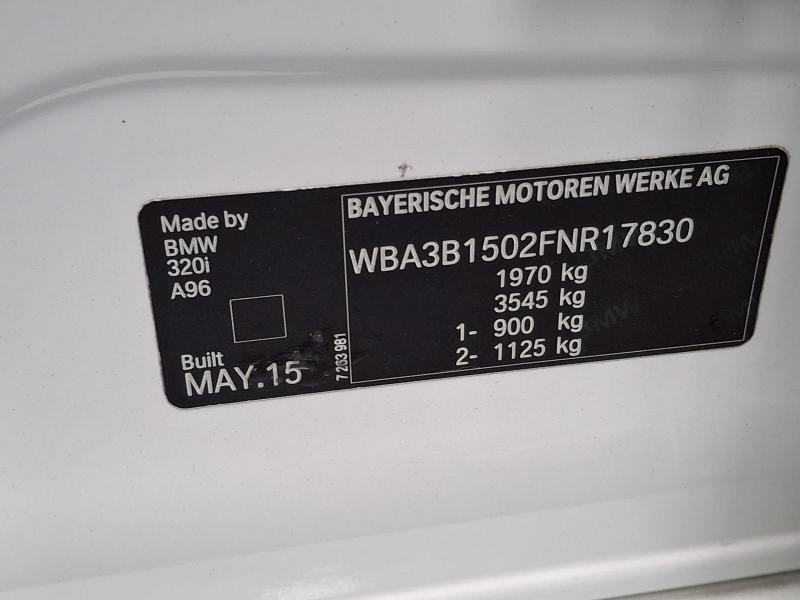 Made by
BMW
320i
A96
Built
MAY.15
7 263 981
BAYERISCHE MOTOREN WERKE AG
WBA3B1502FNR17830
1970 kg
3545 kg
1- 900 kg
2- 1125 kg